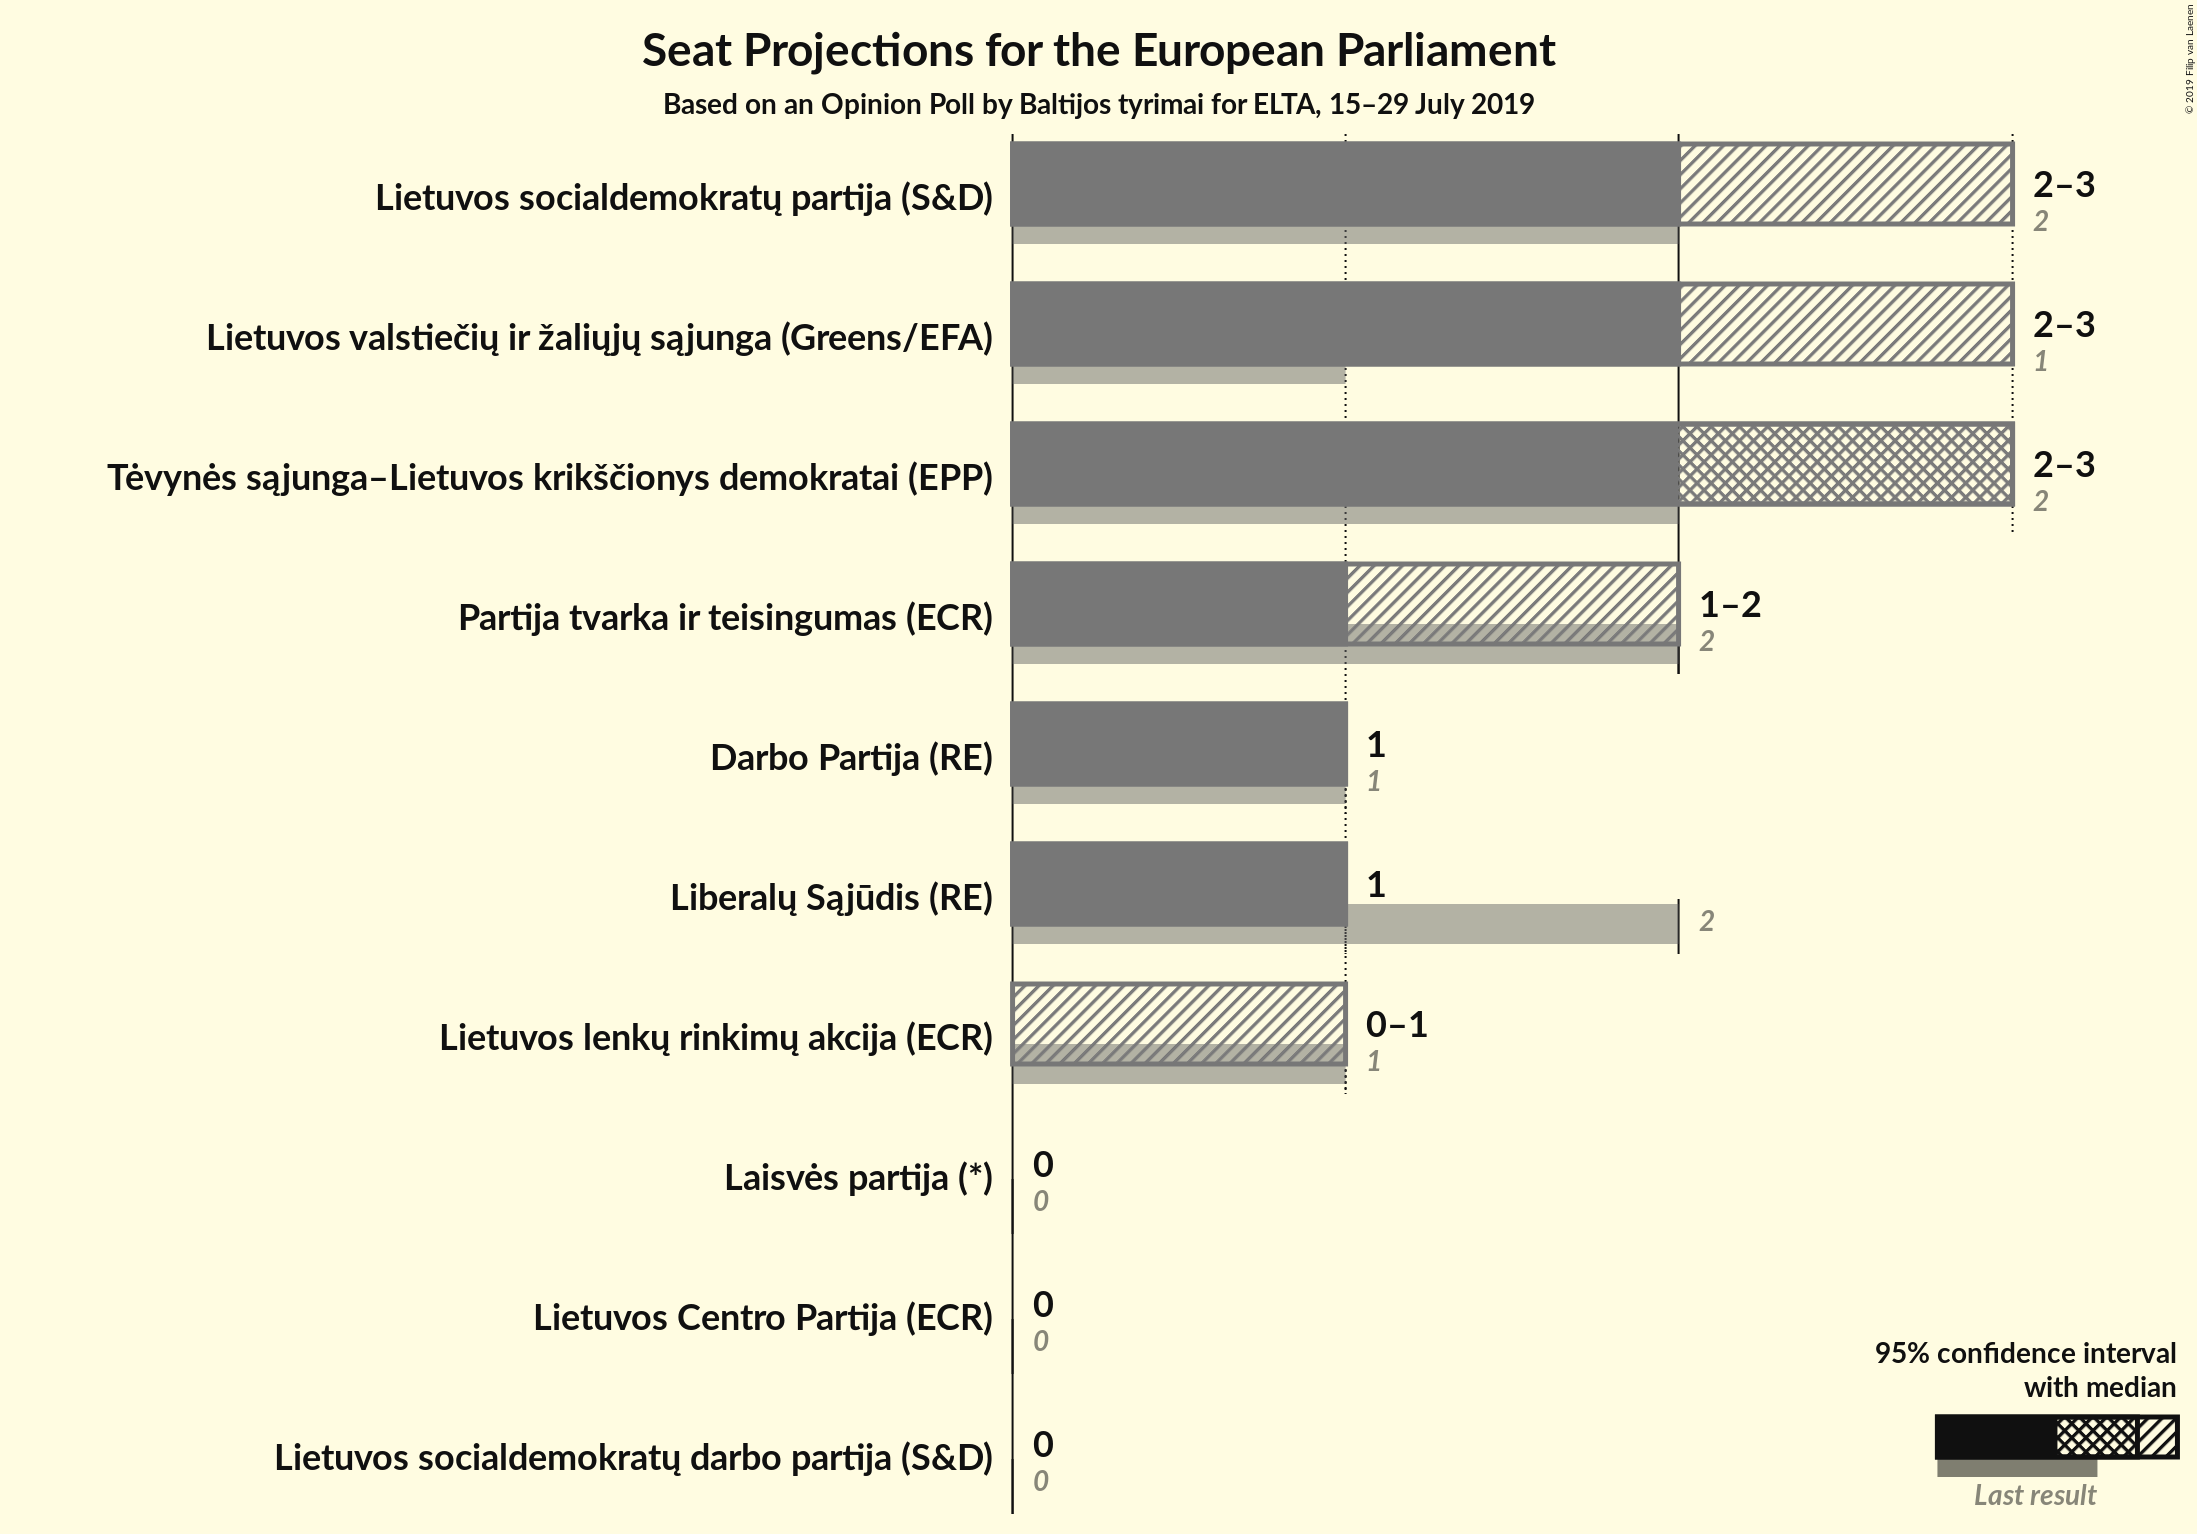 Seat Projections for the European Parliament
Based on an Opinion Poll by Baltijos tyrimai for ELTA, 15–29 July 2019
© 2019 Filip van Laenen
Lietuvos socialdemokratų partija (S&D)
2–3
2
Lietuvos valstiečių ir žaliųjų sąjunga (Greens/EFA)
2–3
1
Tėvynės sąjunga–Lietuvos krikščionys demokratai (EPP)
2–3
2
Partija tvarka ir teisingumas (ECR)
1–2
2
Darbo Partija (RE)
1
1
Liberalų Sąjūdis (RE)
1
2
Lietuvos lenkų rinkimų akcija (ECR)
0–1
1
Laisvės partija (*)
0
0
Lietuvos Centro Partija (ECR)
0
0
Lietuvos socialdemokratų darbo partija (S&D)
0
0
95% confidence interval
with median
Last result